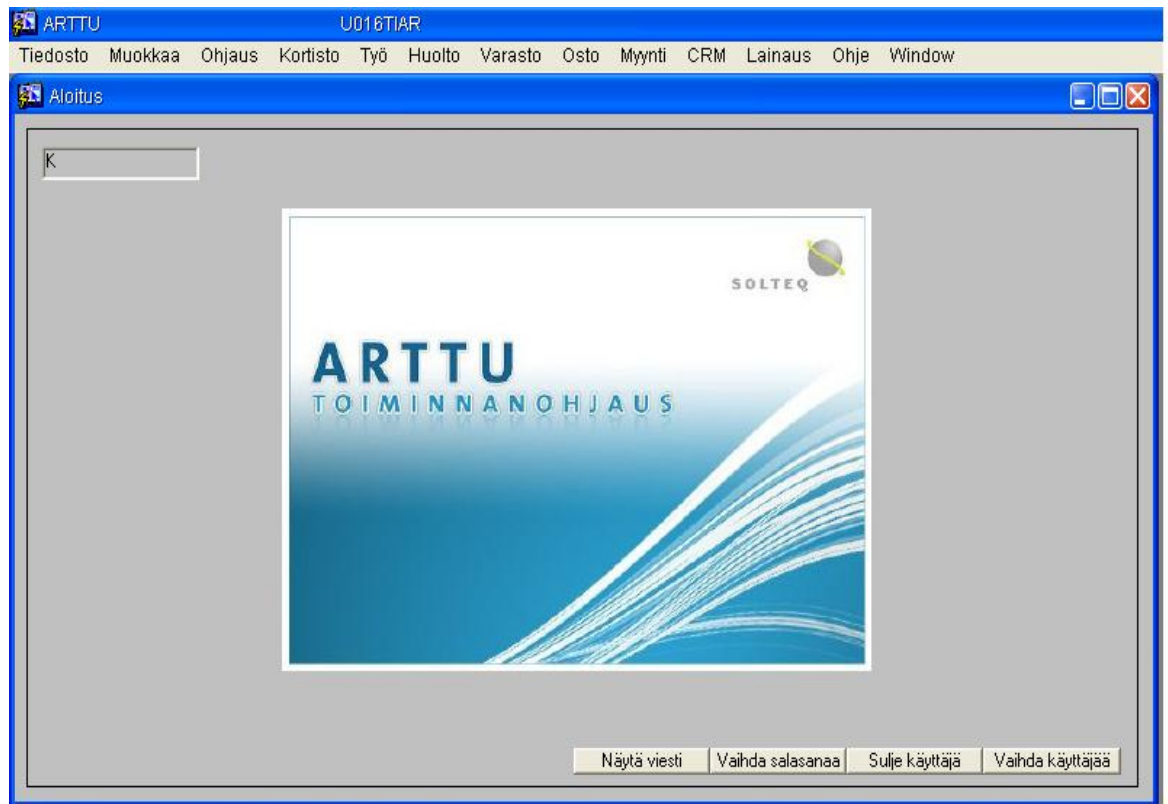 ARTTU U016TIAR
Tiedosto Muokkaa Ohjaus Kortisto Työ Huolto Varasto Osto Myynti CRM Lainaus Ohje Window
Aloitus
K
SOLTEQ
ARTTU
TOIMINNANOHJAUS
Näytä viesti Vaihda salasanaa Sulje käyttäjä Vaihda käyttäjää